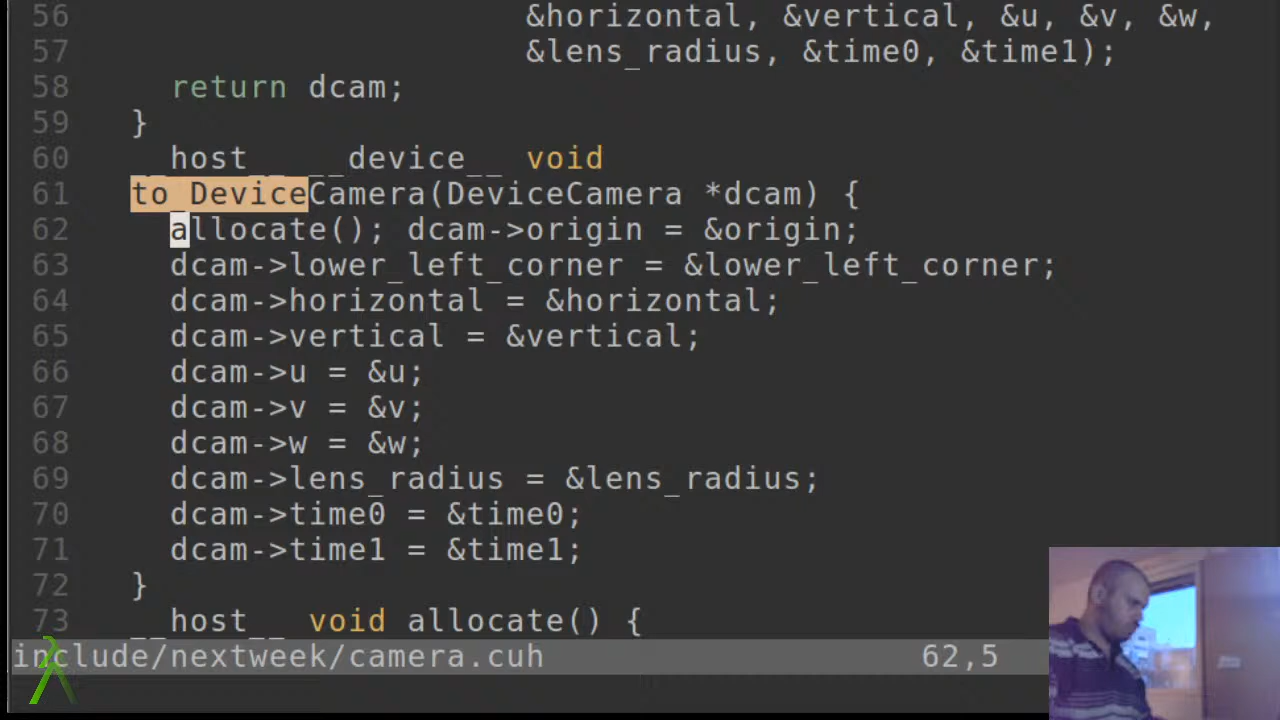 56 &horizontal, &vertical, &u, &v, &w,
57 &lens_radius, &time0, &time1);
58 return dcam;
59 }
60 __host__ __device__ void
61 to_DeviceCamera(DeviceCamera *dcam) {
62 allocate(); dcam->origin = &origin;
63 dcam->lower_left_corner = &lower_left_corner;
64 dcam->horizontal = &horizontal;
65 dcam->vertical = &vertical;
66 dcam->u = &u;
67 dcam->v = &v;
68 dcam->w = &w;
69 dcam->lens_radius = &lens_radius;
70 dcam->time0 = &time0;
71 dcam->time1 = &time1;
72 }
73 __host__ void allocate() {
include/nextweek/camera.cuh 62,5